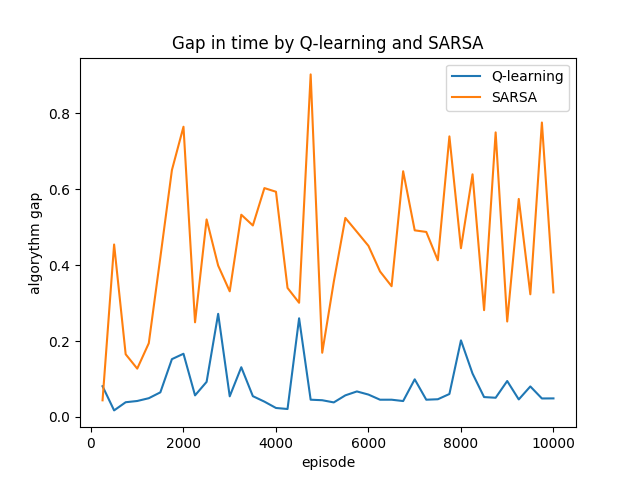 Gap in time by Q-learning and SARSA
Q-learning
SARSA
algorythm gap
0.8
0.6
0.4
0.2
0.0
0
2000
4000
6000
8000
10000
episode